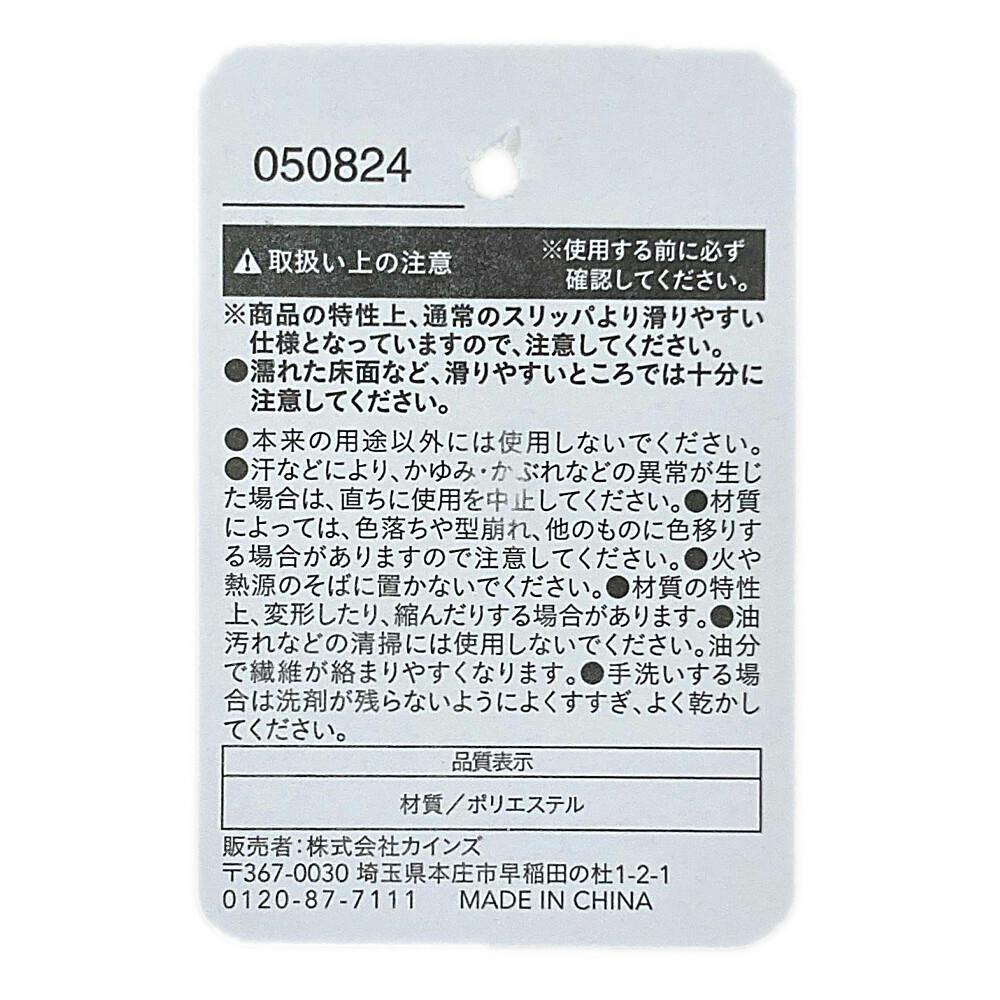 050824
⚠取扱い上の注意
※使用する前に必ず
確認してください。
※商品の特性上、通常のスリッパより滑りやすい
仕様となっていますので、注意してください。
●濡れた床面など、滑りやすいところでは十分に
注意してください。
●本来の用途以外には使用しないでください。
●汗などにより、かゆみ・かぶれなどの異常が生じ
た場合は、直ちに使用を中止してください。●材質
によっては、色落ちや型崩れ、他のものに色移りす
る場合がありますので注意してください。●火や
熱源のそばに置かないでください。●材質の特性
上、変形したり、縮んだりする場合があります。●油
汚れなどの清掃には使用しないでください。油分
で繊維が絡まりやすくなります。●手洗いする場
合は洗剤が残らないようによくすすぎ、よく乾かし
てください。
品質表示
材質／ポリエステル
販売者：株式会社カインズ
〒367-0030 埼玉県本庄市早稲田の杜1-2-1
0120-87-7111 MADE IN CHINA